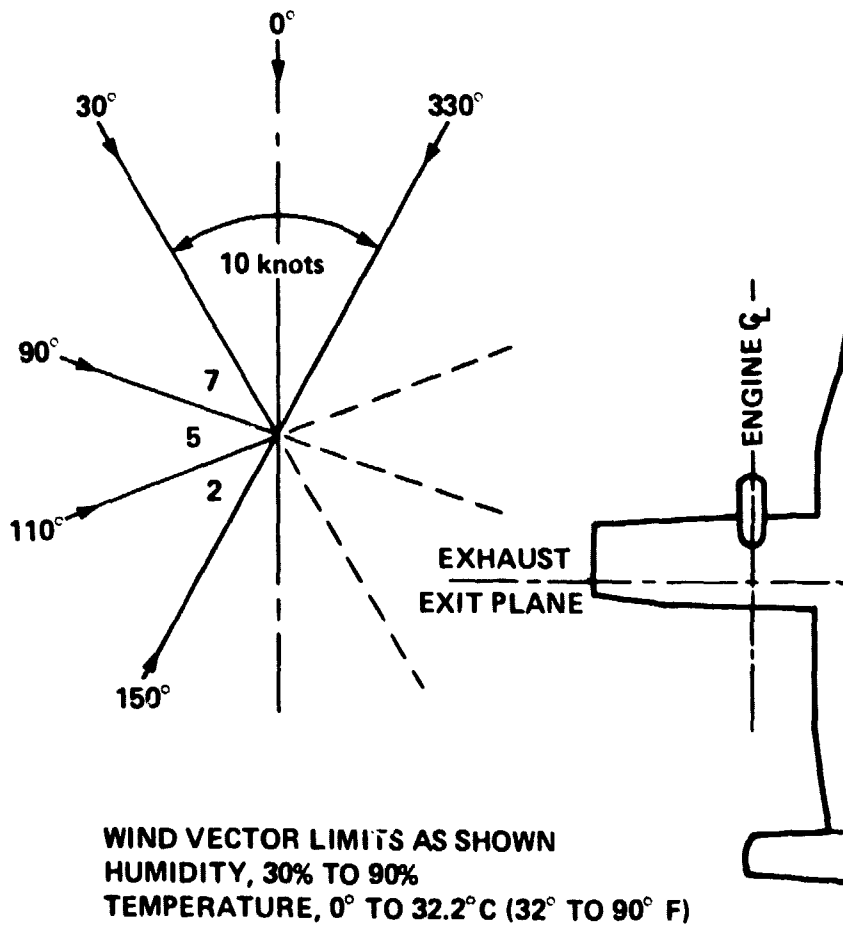 0°
30°
330°
10 knots
90°
7
5
2
110°
150°
ENGINE ℄
EXHAUST
EXIT PLANE
WIND VECTOR LIMITS AS SHOWN
HUMIDITY, 30% TO 90%
TEMPERATURE, 0° TO 32.2°C (32° TO 90° F)